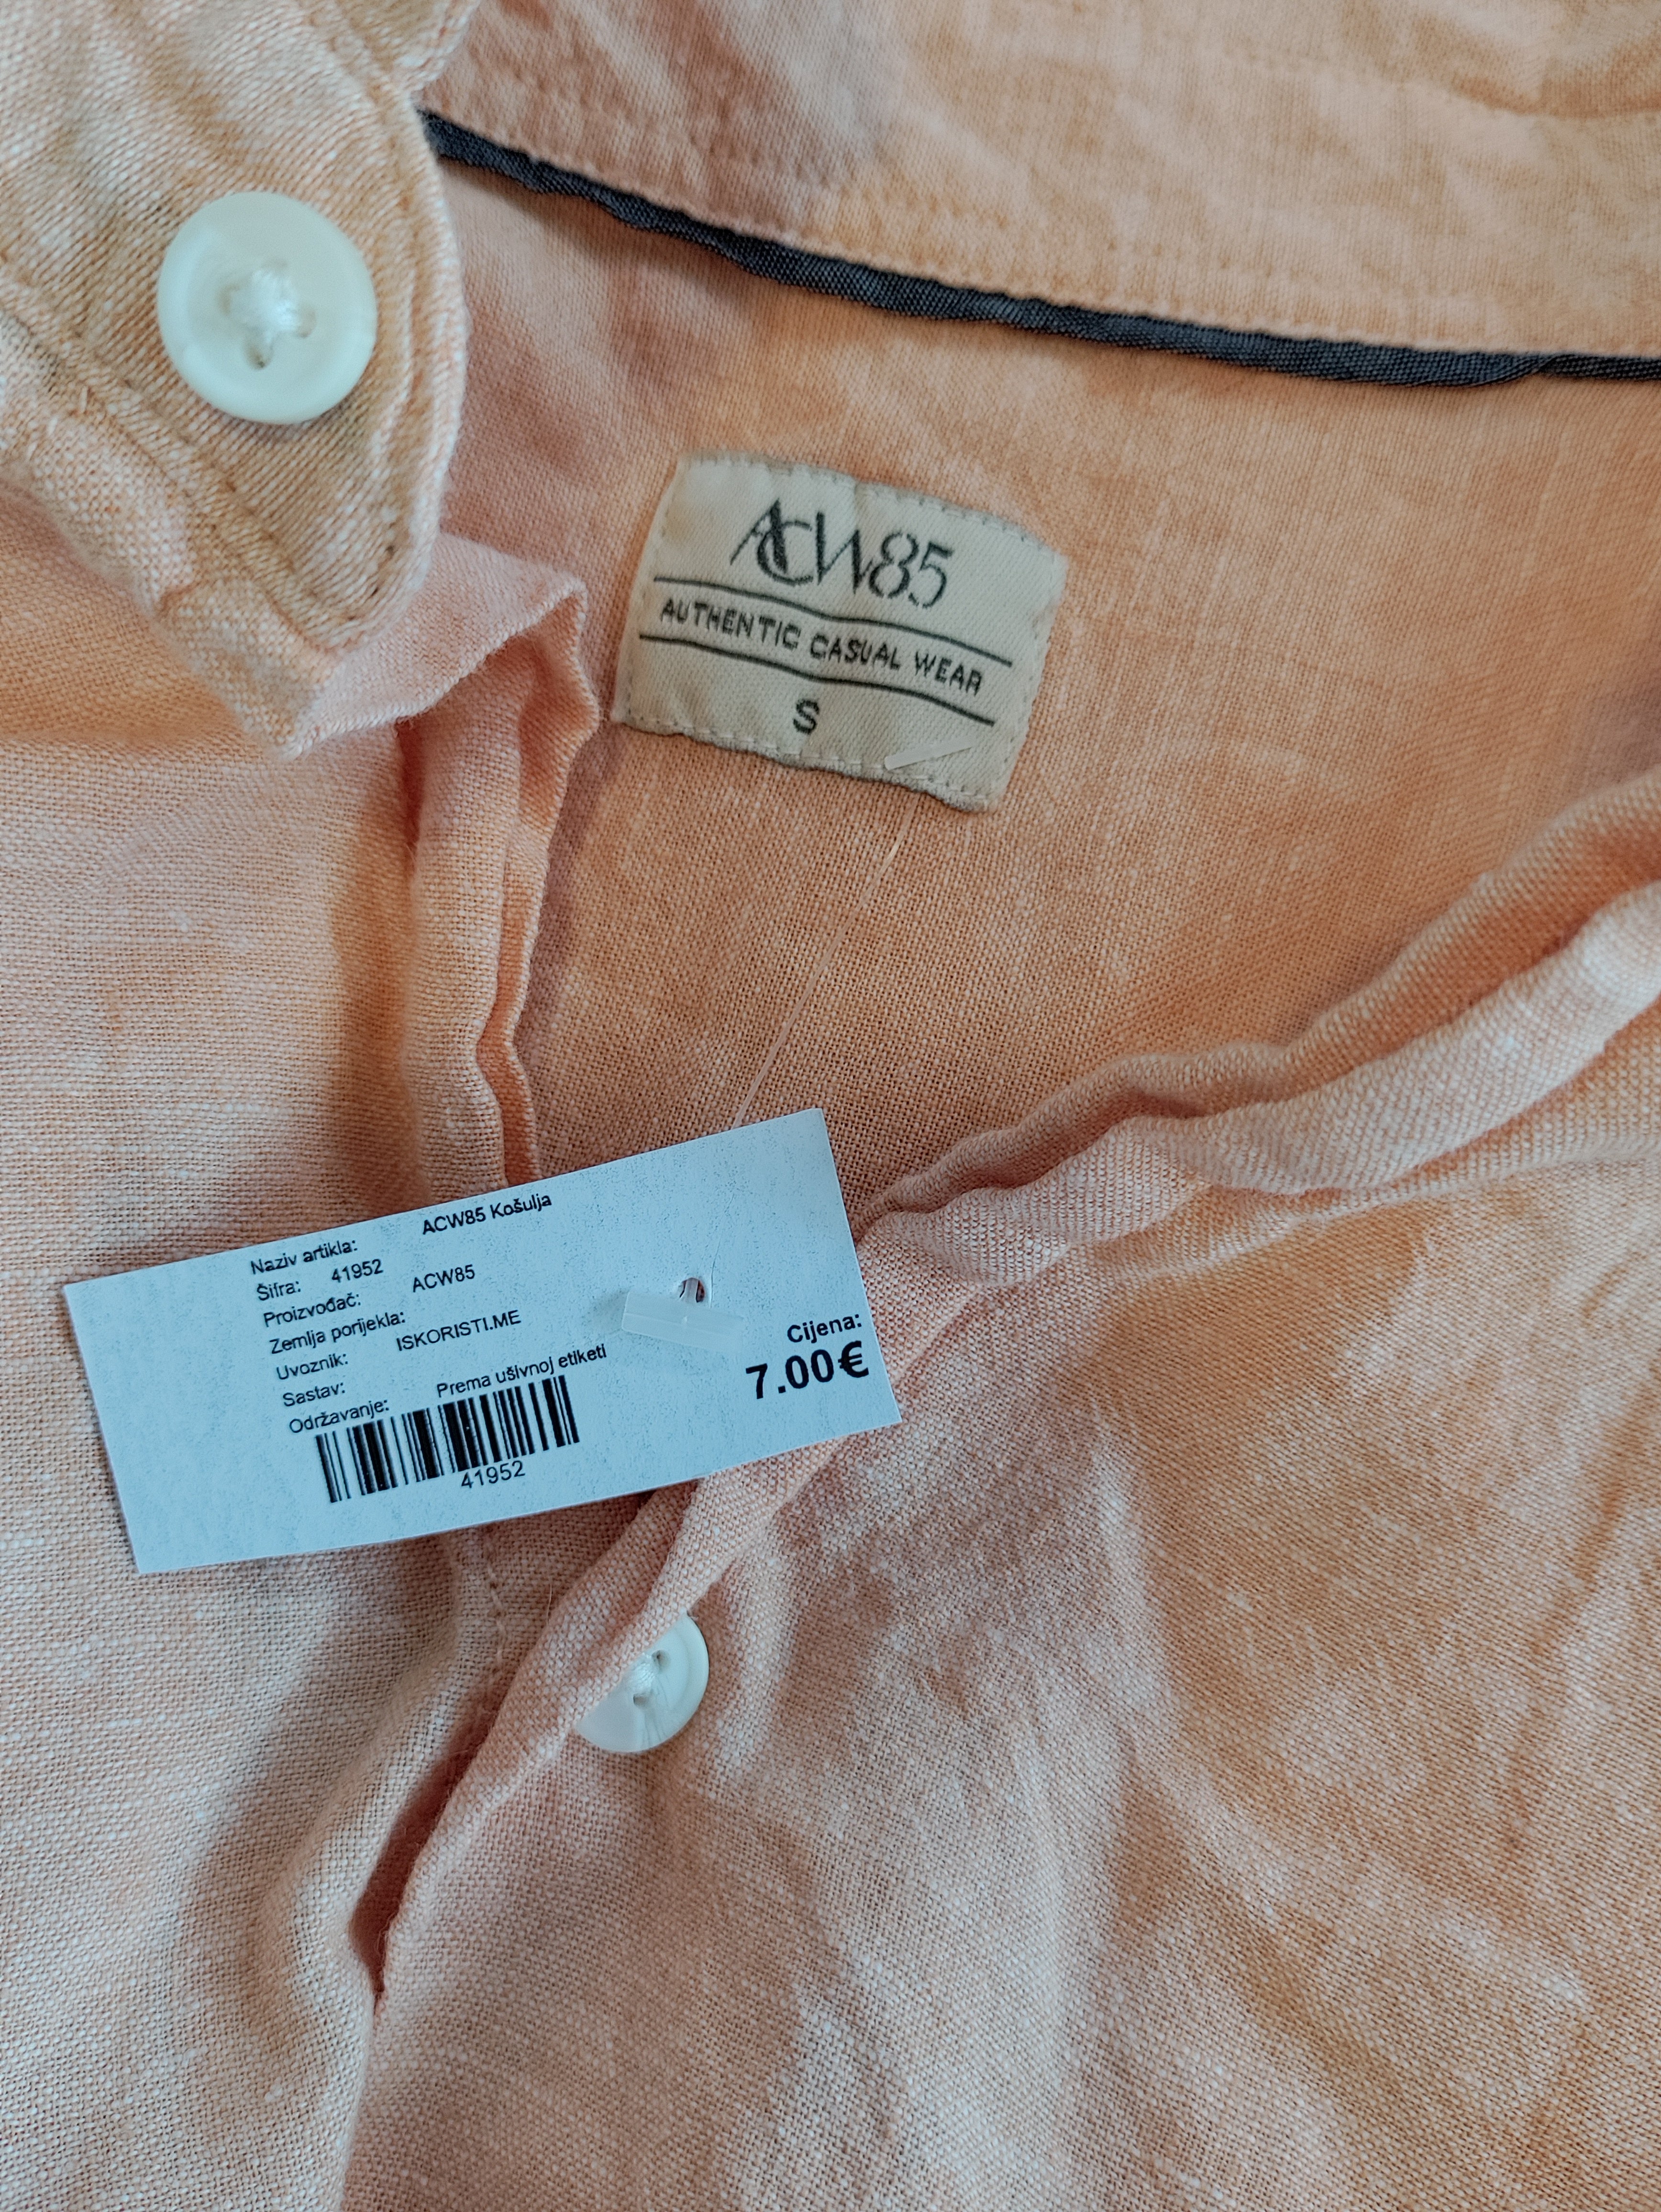 ACW85
AUTHENTIC CASUAL WEAR
S
Naziv artikla: ACW85 Košulja
Šifra: 41952
Proizvođač: ACW85
Zemlja porijekla:
Uvoznik: ISKORISTI.ME
Sastav:
Održavanje: Prema ušivnoj etiketi
41952
Cijena:
7.00€